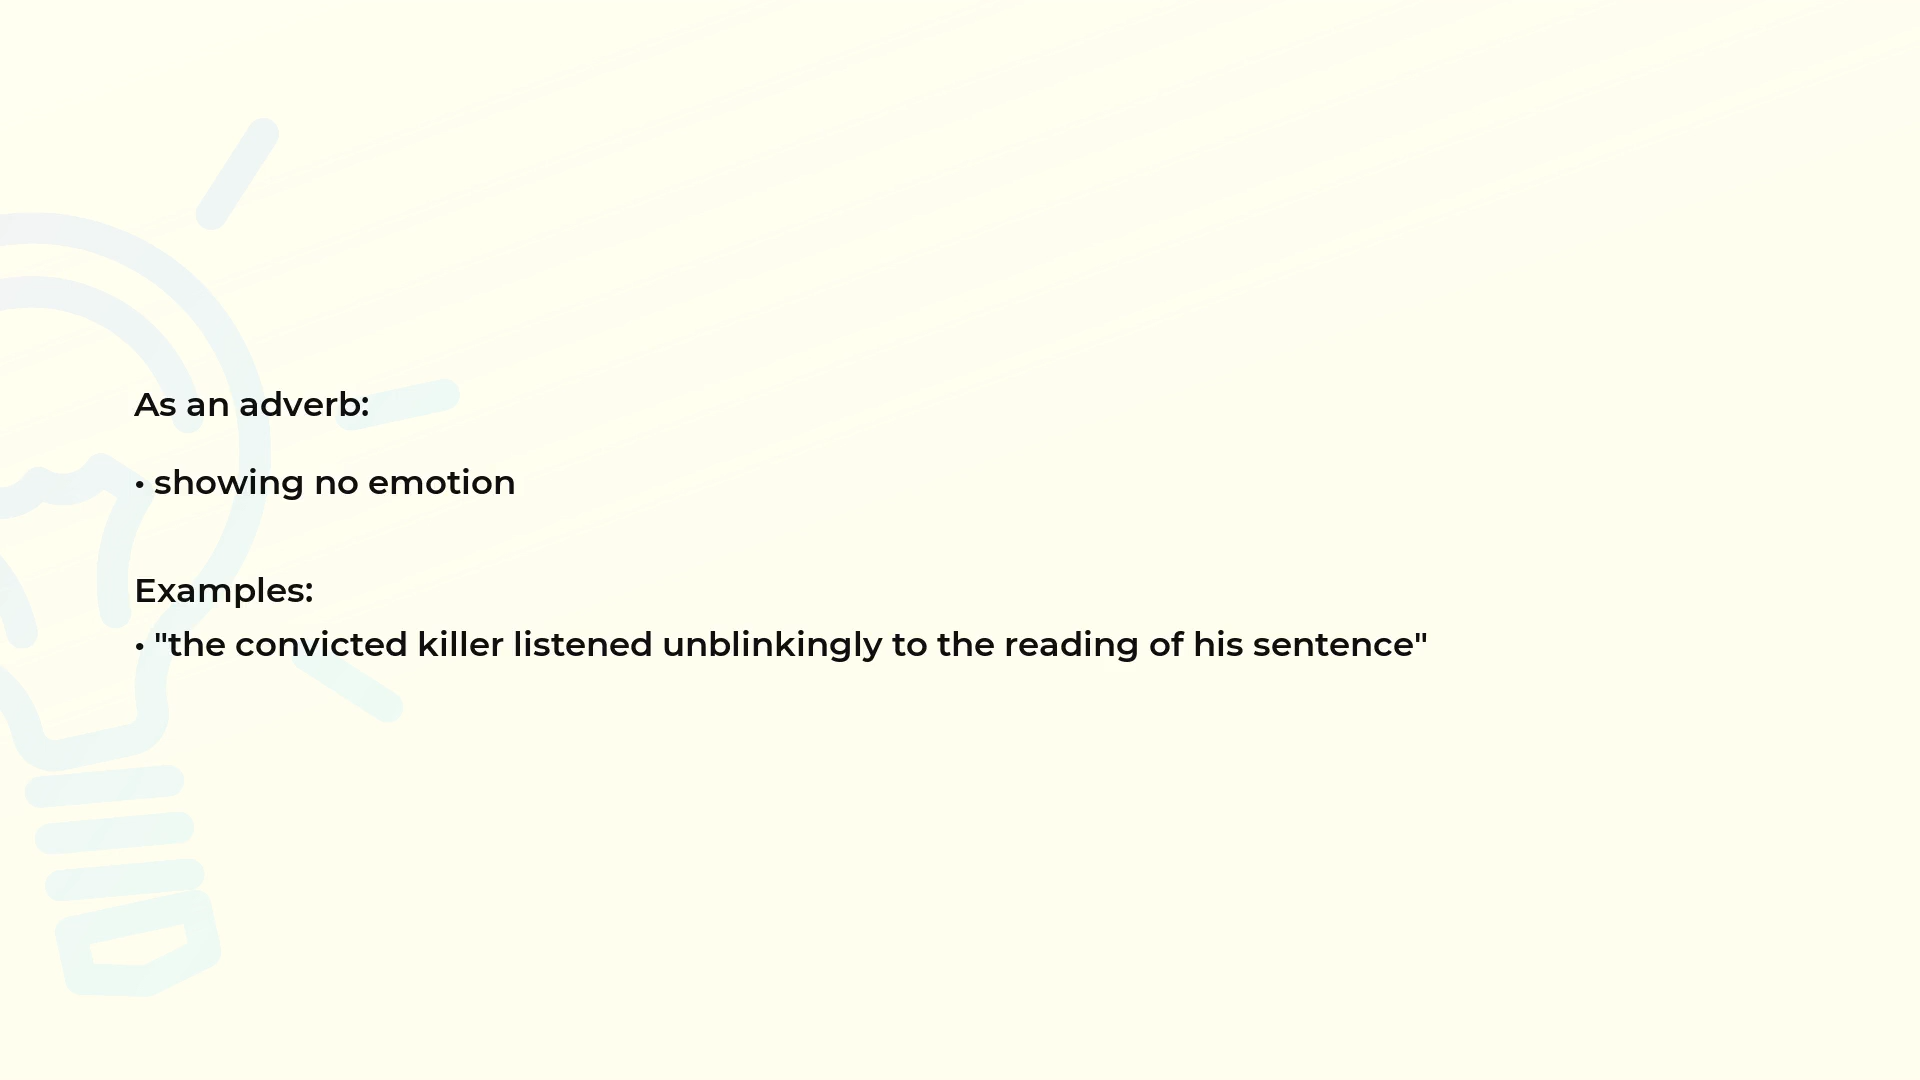 As an adverb:
• showing no emotion
Examples:
• "the convicted killer listened unblinkingly to the reading of his sentence"